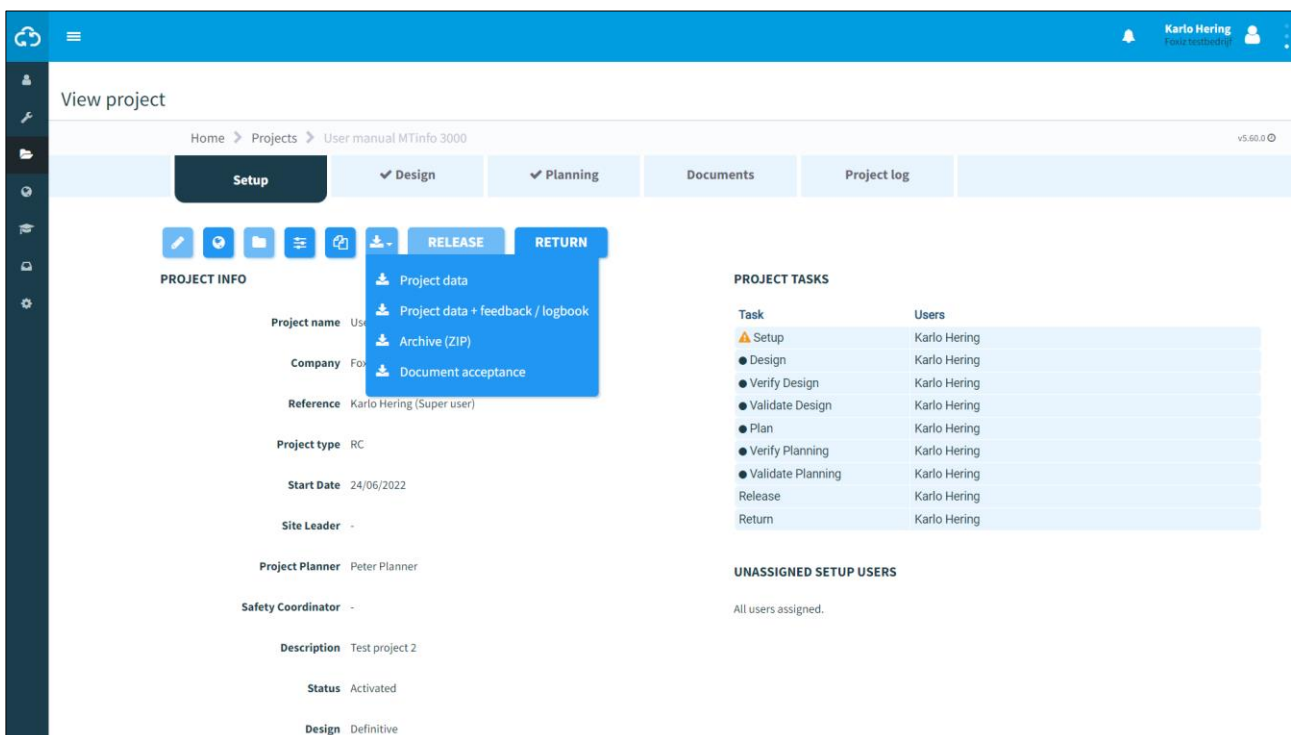 Karlo Hering
Foxiz testbedrijf
View project
Home Projects User manual MTinfo 3000
v5.60.0
Setup
Design
Planning
Documents
Project log
RELEASE
RETURN
Project data
Project data + feedback / logbook
Archive (ZIP)
Document acceptance
PROJECT INFO
Project name Use
Company Fox
Reference Karlo Hering (Super user)
Project type RC
Start Date 24/06/2022
Site Leader -
Project Planner Peter Planner
Safety Coordinator -
Description Test project 2
Status Activated
Design Definitive
PROJECT TASKS
Task Users
Setup Karlo Hering
Design Karlo Hering
Verify Design Karlo Hering
Validate Design Karlo Hering
Plan Karlo Hering
Verify Planning Karlo Hering
Validate Planning Karlo Hering
Release Karlo Hering
Return Karlo Hering
UNASSIGNED SETUP USERS
All users assigned.